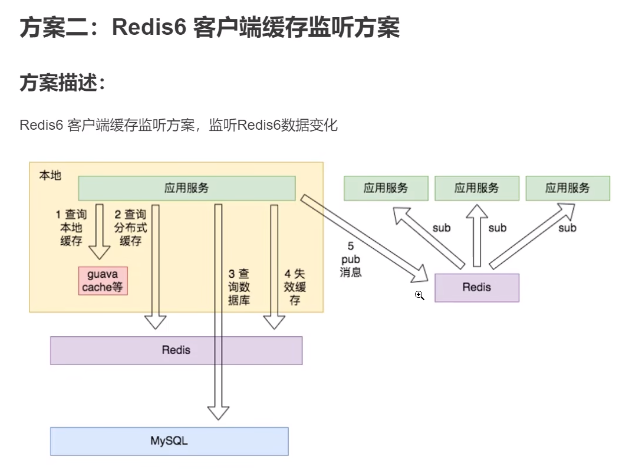 方案二：Redis6 客户端缓存监听方案
方案描述：
Redis6 客户端缓存监听方案，监听Redis6数据变化
本地
应用服务
应用服务
应用服务
应用服务
1 查询
本地
缓存
2 查询
分布式
缓存
guava
cache等
3 查
询数
据库
4 失
效缓
存
5
pub
消息
sub
sub
sub
Redis
Redis
MySQL